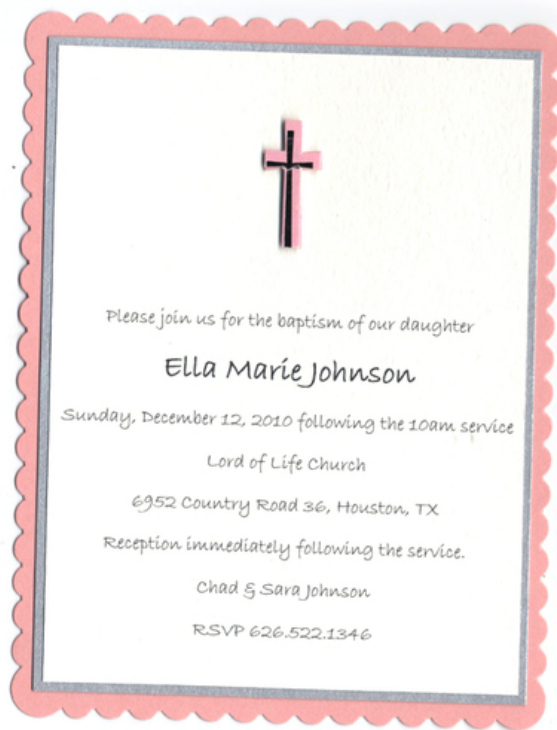 Please join us for the baptism of our daughter
Ella Marie Johnson
Sunday, December 12, 2010 following the 10am service
Lord of Life Church
6952 Country Road 36, Houston, TX
Reception immediately following the service.
Chad & Sara Johnson
RSVP 626.522.1346